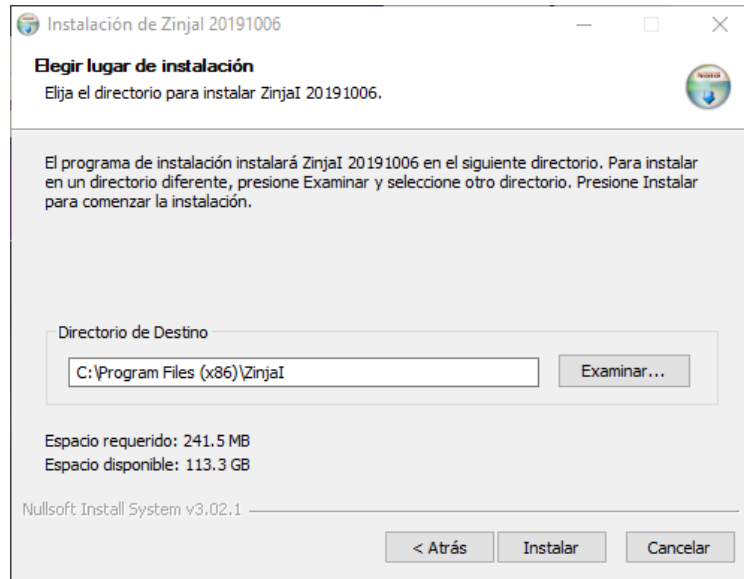 Instalación de ZinjaI 20191006
Elegir lugar de instalación
Elija el directorio para instalar ZinjaI 20191006.
El programa de instalación instalará ZinjaI 20191006 en el siguiente directorio. Para instalar
en un directorio diferente, presione Examinar y seleccione otro directorio. Presione Instalar
para comenzar la instalación.
Directorio de Destino
C:\Program Files (x86)\ZinjaI
Examinar...
Espacio requerido: 241.5 MB
Espacio disponible: 113.3 GB
Nullsoft Install System v3.02.1
< Atrás
Instalar
Cancelar